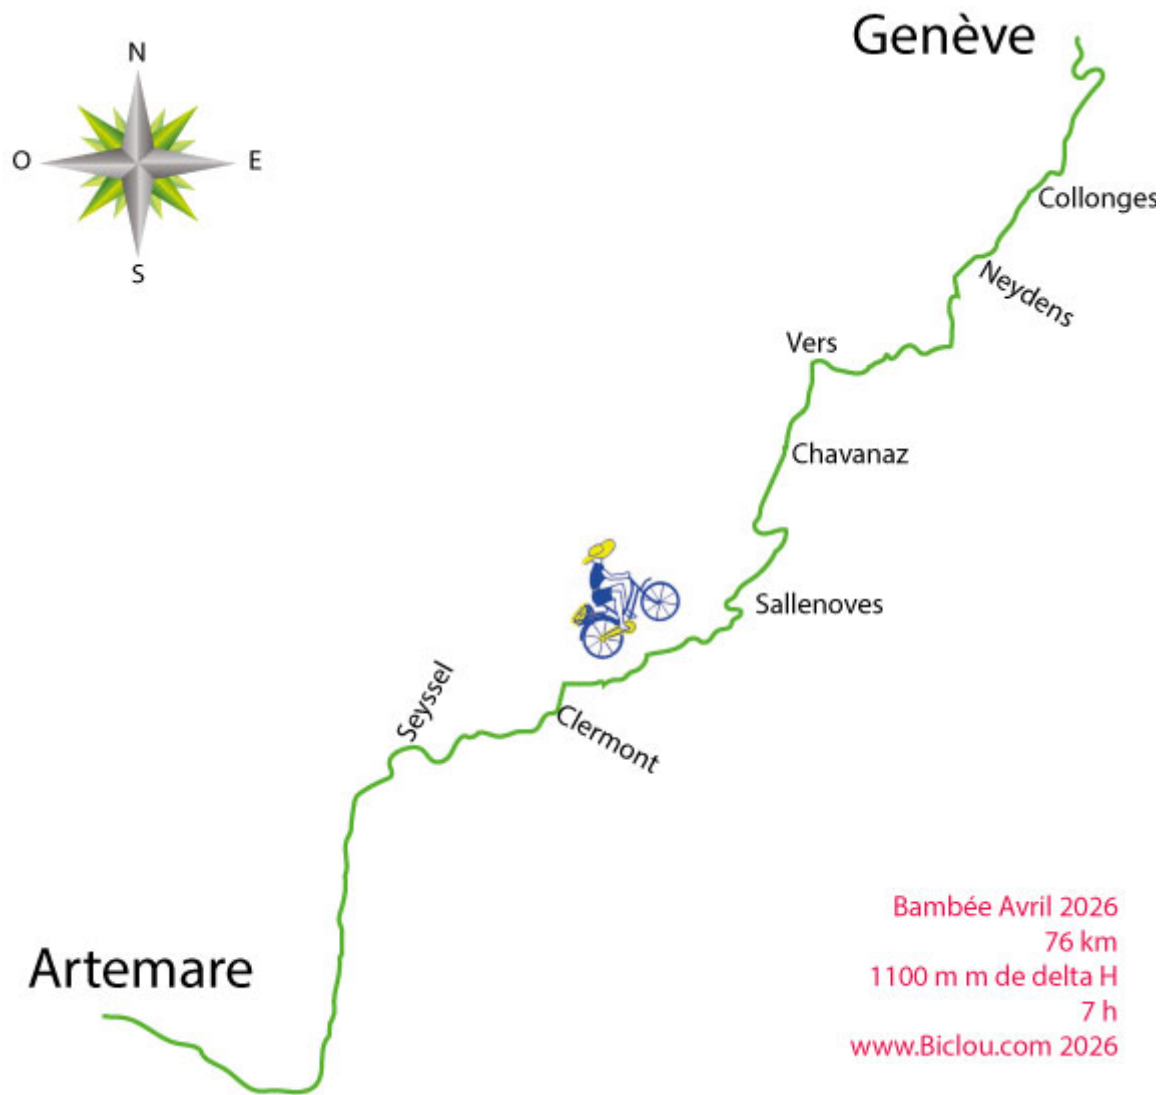 Genève
N
O
E
S
Collonges
Neydens
Vers
Chavanaz
Sallenoves
Seyssel
Clermont
Artemare
Bambée Avril 2026
76 km
1100 m m de delta H
7 h
www.Biclou.com 2026